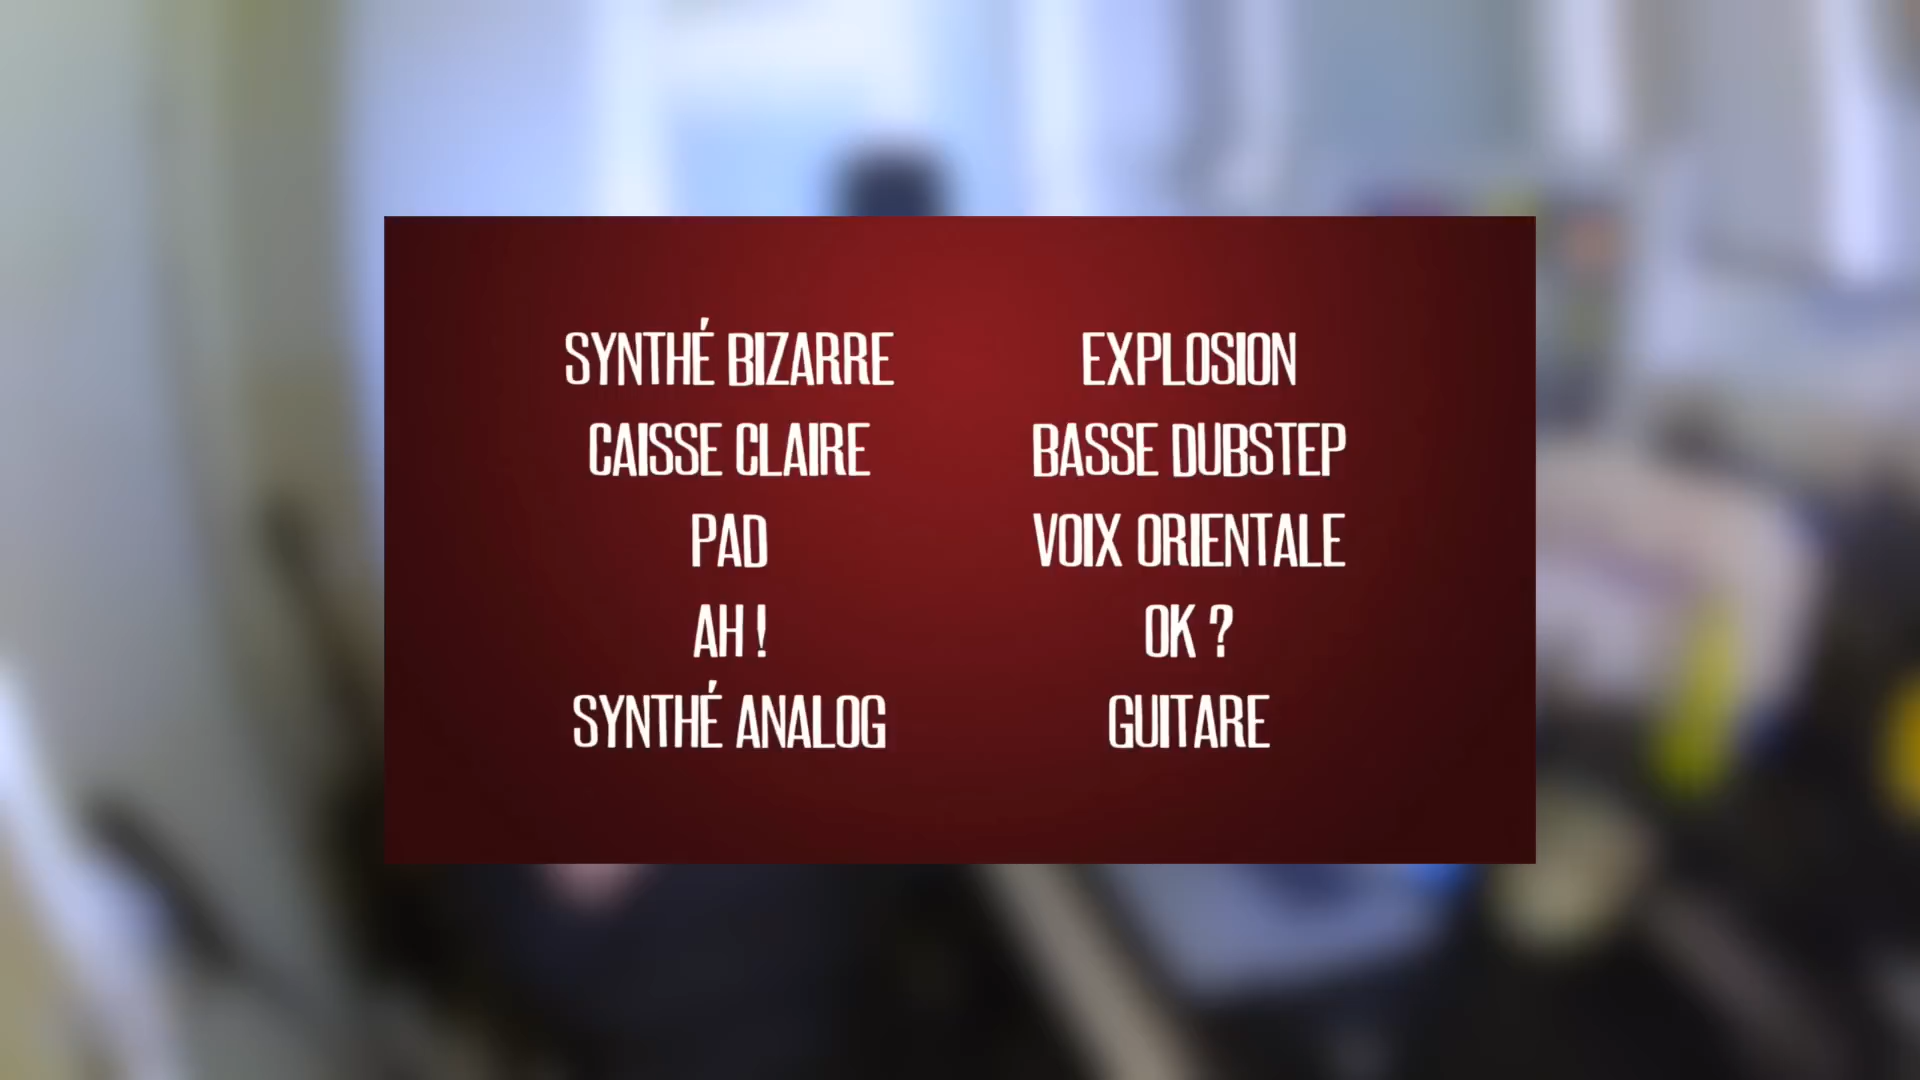 SYNTHÉ BIZARRE
CAISSE CLAIRE
PAD
AH !
SYNTHÉ ANALOG
EXPLOSION
BASSE DUBSTEP
VOIX ORIENTALE
OK ?
GUITARE